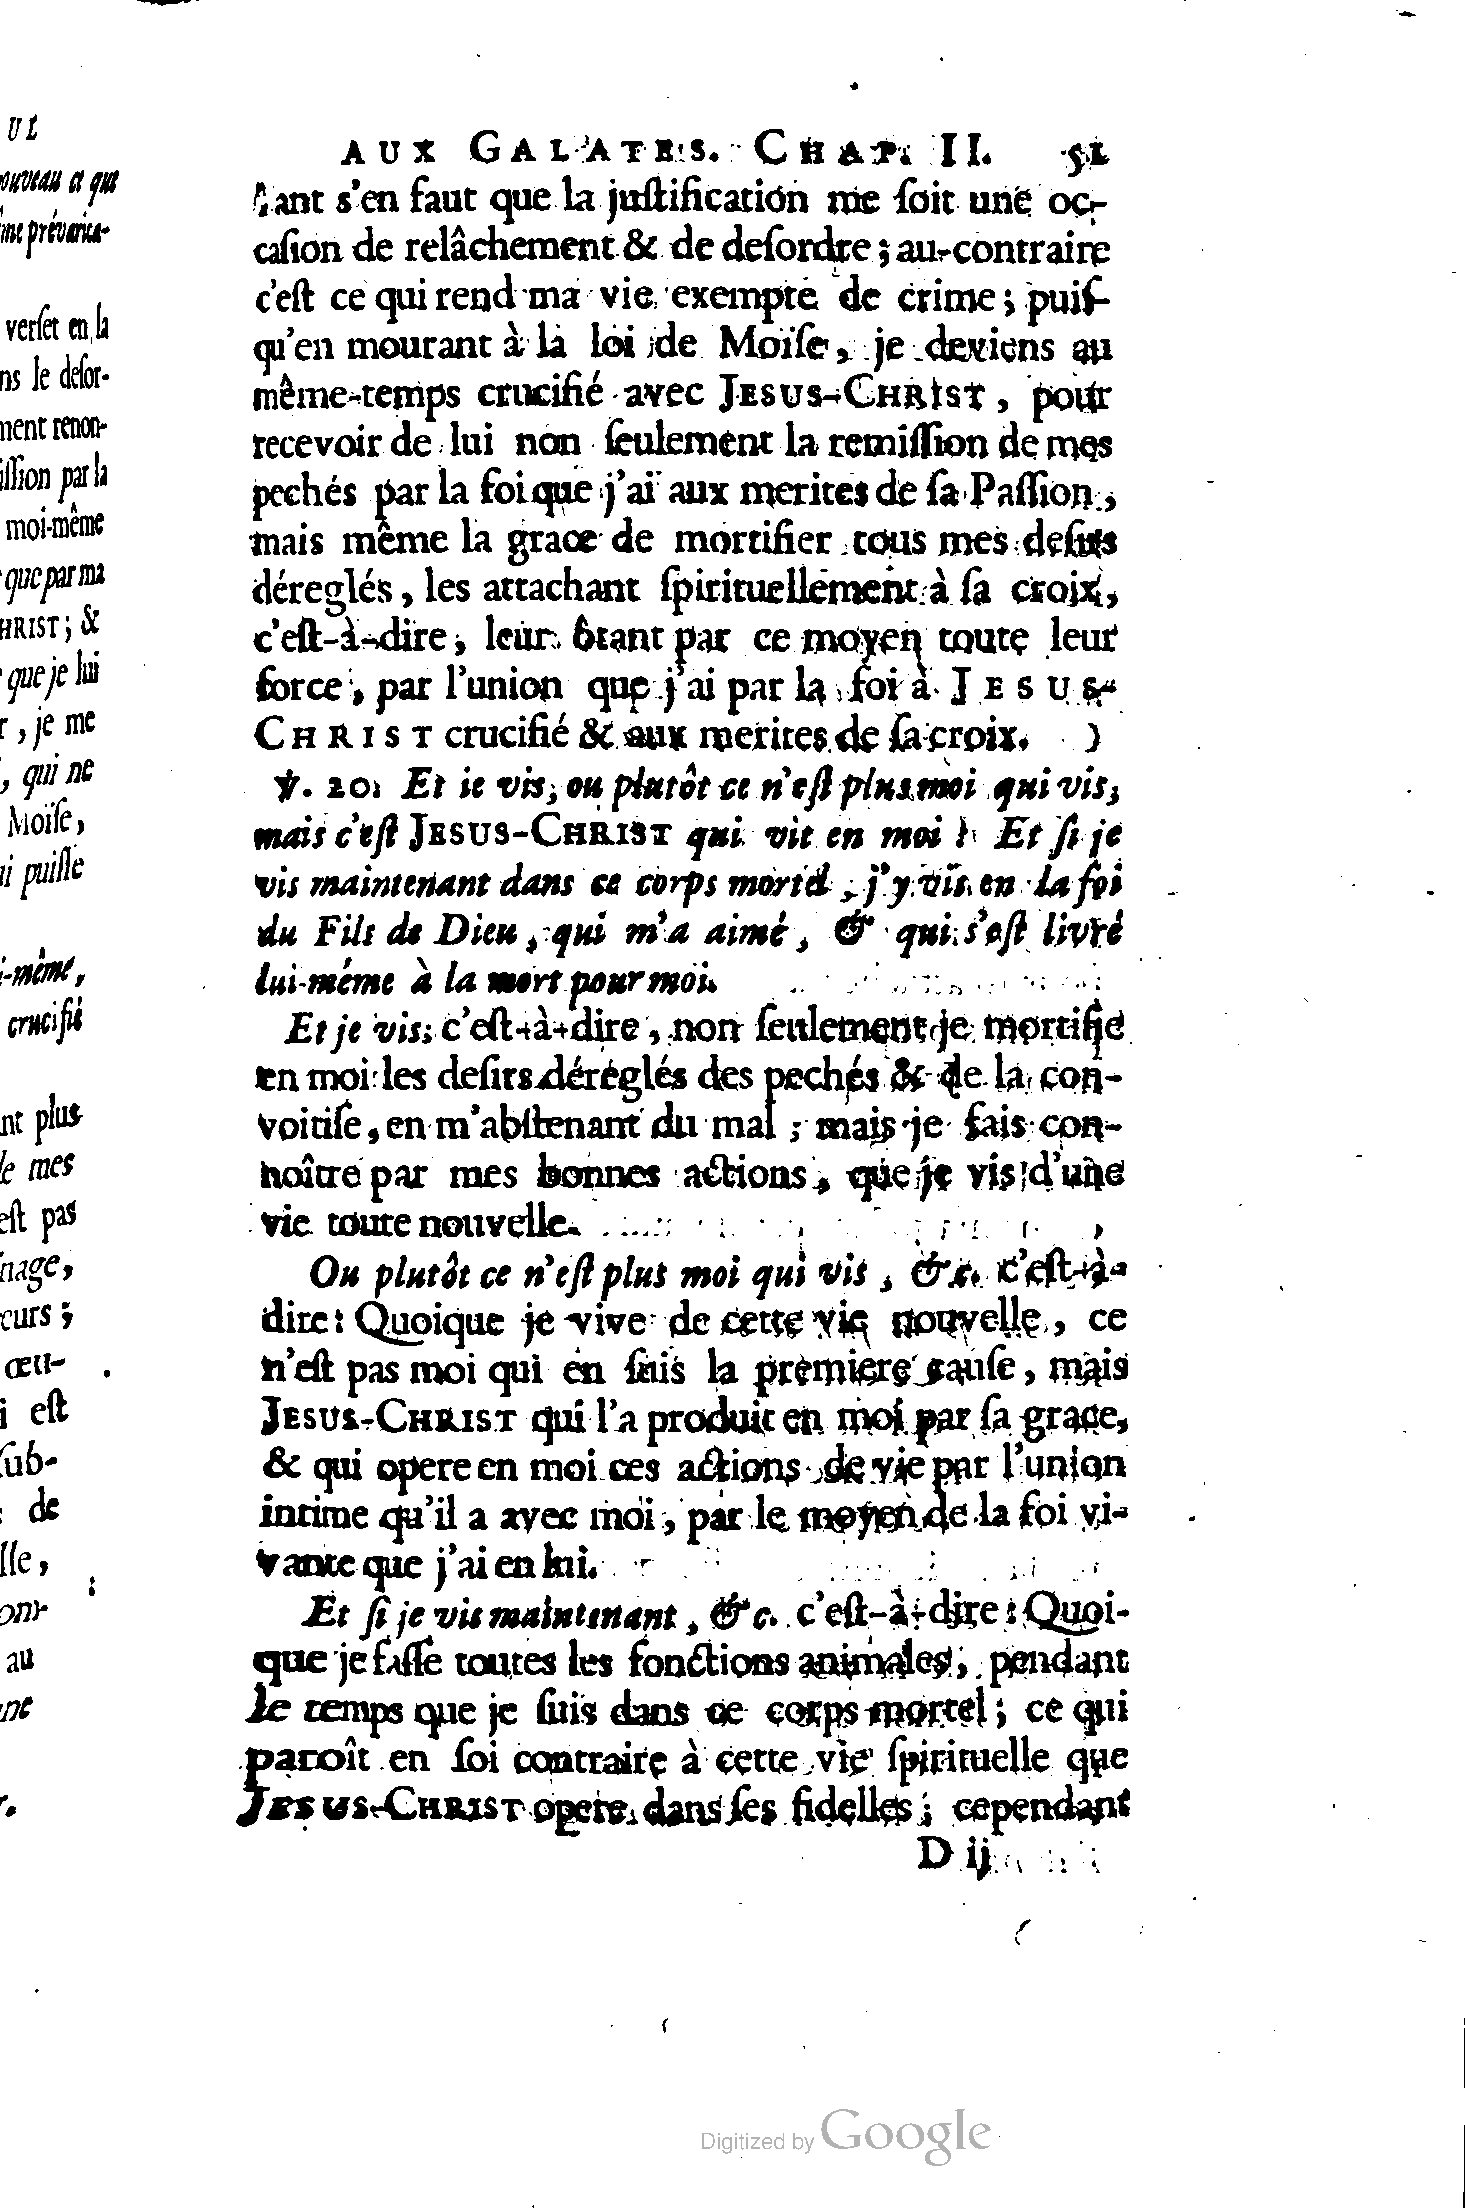 AUX GALATES. CHAP. II. 51
Tant s'en faut que la juſtification me ſoit une oc-
caſion de relâchement & de deſordre ; au-contraire
c'eſt ce qui rend ma vie exempte de crime ; puiſ-
qu'en mourant à la loi de Moïſe, je deviens au
même-temps crucifié avec JESUS-CHRIST, pour
recevoir de lui non ſeulement la remiſſion de mes
pechés par la foi que j'ai aux merites de ſa Paſſion,
mais même la grace de mortifier tous mes deſirs
déreglés, les attachant ſpirituellement à ſa croix,
c'eſt-à-dire, leur ôtant par ce moyen toute leur
force, par l'union que j'ai par la foi à JESUS-
CHRIST crucifié & aux merites de ſa croix.
℣. 20. Et je vis, ou plutôt ce n'eſt plus moi qui vis,
mais c'eſt JESUS-CHRIST qui vit en moi : Et ſi je
vis maintenant dans ce corps mortel, j'y vis en la foi
du Fils de Dieu, qui m'a aimé, & qui s'eſt livré
lui-même à la mort pour moi.
Et je vis, c'eſt-à-dire, non ſeulement je mortifie
en moi les deſirs déréglés des pechés & de la con-
voitiſe, en m'abſtenant du mal ; mais je fais con-
noître par mes bonnes actions, que je vis d'une
vie toute nouvelle.
Ou plutôt ce n'eſt plus moi qui vis, &c. c'eſt-à-
dire : Quoique je vive de cette vie nouvelle, ce
n'eſt pas moi qui en ſuis la premiere cauſe, mais
JESUS-CHRIST qui l'a produit en moi par ſa grace,
& qui opere en moi ces actions de vie par l'union
intime qu'il a avec moi, par le moyen de la foi vi-
vante que j'ai en lui.
Et ſi je vis maintenant, &c. c'eſt-à-dire : Quoi-
que je faſſe toutes les fonctions animales, pendant
le temps que je ſuis dans ce corps mortel ; ce qui
paroît en ſoi contraire à cette vie ſpirituelle que
JESUS-CHRIST opere dans ſes fidelles ; cependant
D ij
Digitized by Google